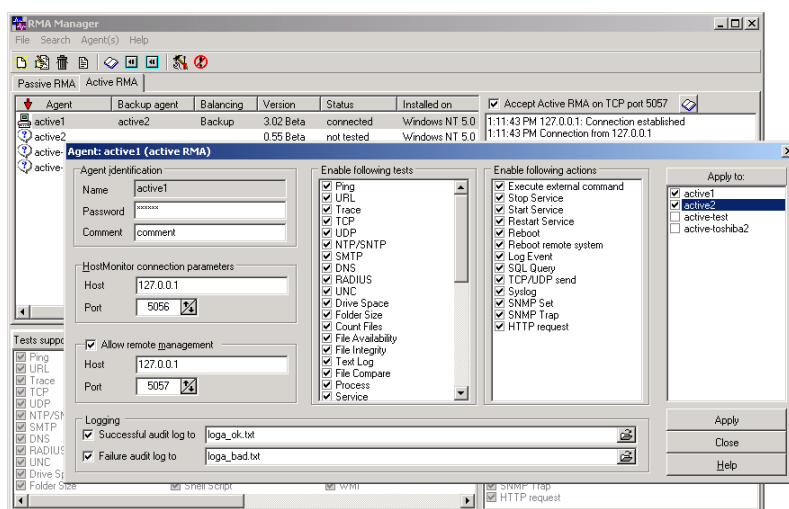 RMA Manager
File Search Agent(s) Help
Passive RMA Active RMA
Agent Backup agent Balancing Version Status Installed on
active1 active2 Backup 3.02 Beta connected Windows NT 5.0
active2 0.55 Beta not tested Windows NT 5.0
active-
active-
Accept Active RMA on TCP port 5057
1:11:43 PM 127.0.0.1: Connection established
1:11:43 PM Connection from 127.0.0.1
Agent: active1 (active RMA)
Agent identification
Name active1
Password xxxxxx
Comment comment
HostMonitor connection parameters
Host 127.0.0.1
Port 5056
Allow remote management
Host 127.0.0.1
Port 5057
Enable following tests
Ping
URL
Trace
TCP
UDP
NTP/SNTP
SMTP
DNS
RADIUS
UNC
Drive Space
Folder Size
Count Files
File Availability
File Integrity
Text Log
File Compare
Process
Service
Enable following actions
Execute external command
Stop Service
Start Service
Restart Service
Reboot
Reboot remote system
Log Event
SQL Query
TCP/UDP send
Syslog
SNMP Set
SNMP Trap
HTTP request
Apply to:
active1
active2
active-test
active-toshiba2
Logging
Successful audit log to loga_ok.txt
Failure audit log to loga_bad.txt
Apply
Close
Help
Tests suppo
Ping
URL
Trace
TCP
UDP
NTP/SN
SMTP
DNS
RADIUS
UNC
Drive Sp
Folder Size Shell Script WMI
SNMP Trap
HTTP request